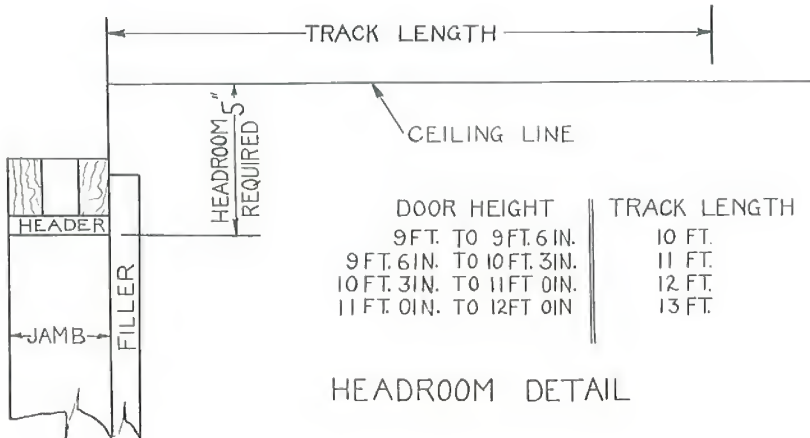 TRACK LENGTH
HEADROOM REQUIRED 5"
CEILING LINE
HEADER
JAMB
FILLER
DOOR HEIGHT TRACK LENGTH
9 FT. TO 9 FT. 6 IN. 10 FT.
9 FT. 6 IN. TO 10 FT. 3 IN. 11 FT.
10 FT. 3 IN. TO 11 FT 0 IN. 12 FT.
11 FT. 0 IN. TO 12 FT 0 IN 13 FT.
HEADROOM DETAIL